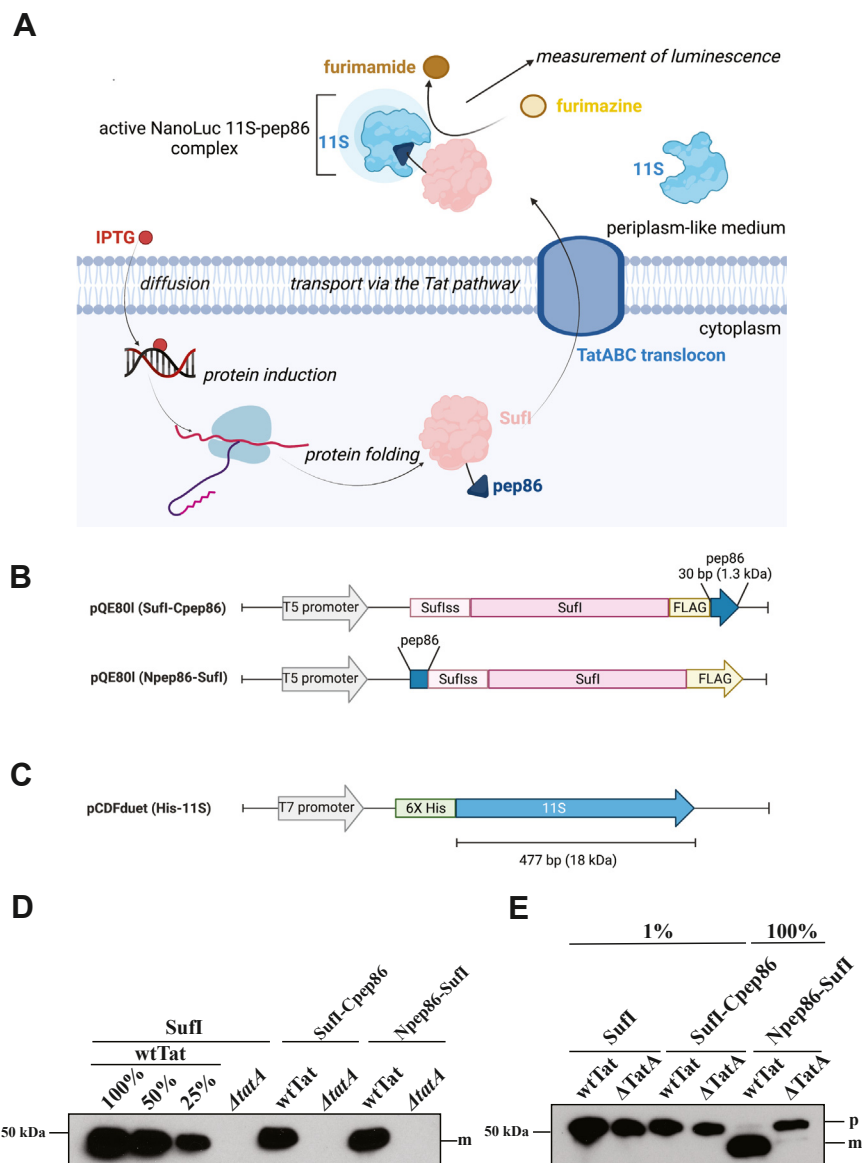 A
furimamide
measurement of luminescence
furimazine
active NanoLuc 11S-pep86
complex
11S
11S
periplasm-like medium
IPTG
diffusion
transport via the Tat pathway
cytoplasm
TatABC translocon
protein induction
SufI
protein folding
pep86
B
pep86
30 bp (1.3 kDa)
pQE80l (SufI-Cpep86)
T5 promoter
SufIss
SufI
FLAG
pep86
pQE80l (Npep86-SufI)
T5 promoter
SufIss
SufI
FLAG
C
pCDFduet (His-11S)
T7 promoter
6X His
11S
477 bp (18 kDa)
D
SufI
SufI-Cpep86
Npep86-SufI
wtTat
100%
50%
25%
ΔtatA
wtTat
ΔtatA
wtTat
ΔtatA
50 kDa
m
E
1%
100%
SufI
SufI-Cpep86
Npep86-SufI
wtTat
ΔTatA
wtTat
ΔTatA
wtTat
ΔTatA
50 kDa
p
m